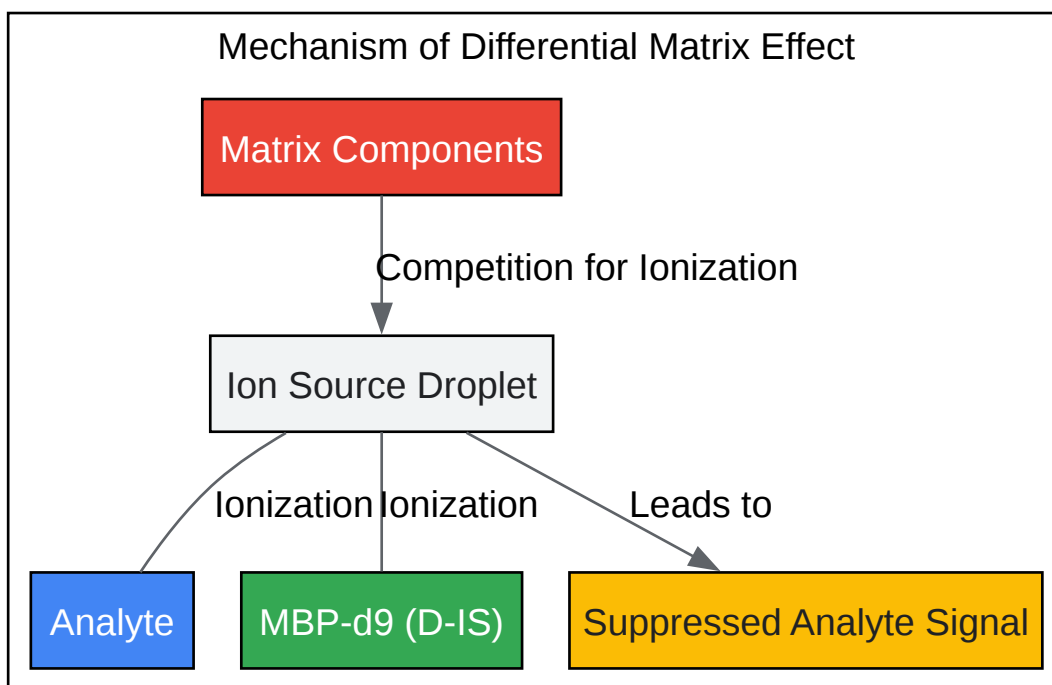 Mechanism of Differential Matrix Effect
Matrix Components
Competition for Ionization
Ion Source Droplet
Ionization
Ionization
Leads to
Analyte
MBP-d9 (D-IS)
Suppressed Analyte Signal